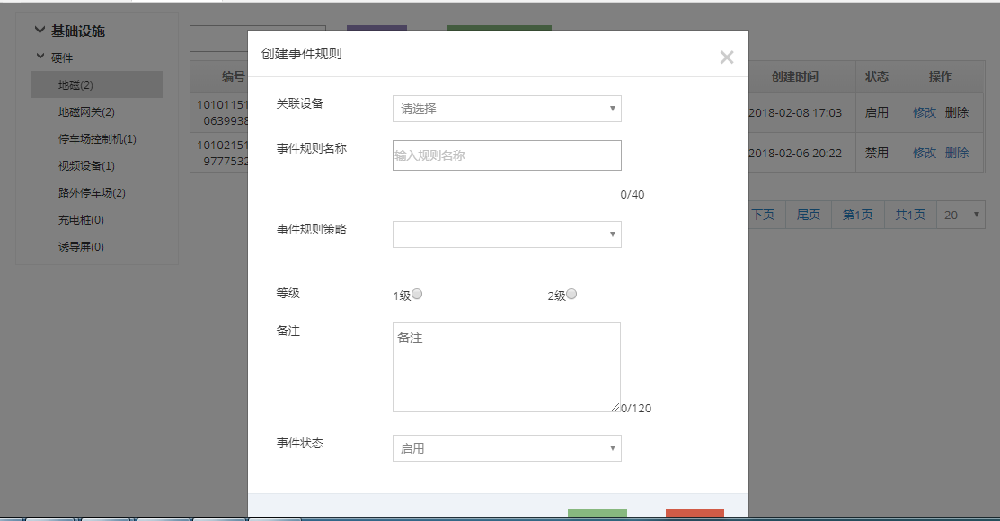 基础设施
硬件
地磁(2)
地磁网关(2)
停车场控制机(1)
视频设备(1)
路外停车场(2)
充电桩(0)
诱导屏(0)
编号 创建时间 状态 操作
10101151
063993 2018-02-08 17:03 启用 修改 删除
10102151
977753 2018-02-06 20:22 禁用 修改 删除
下页 尾页 第1页 共1页 20
创建事件规则
关联设备 请选择
事件规则名称 输入规则名称
0/40
事件规则策略
等级 1级 2级
备注 备注
0/120
事件状态 启用